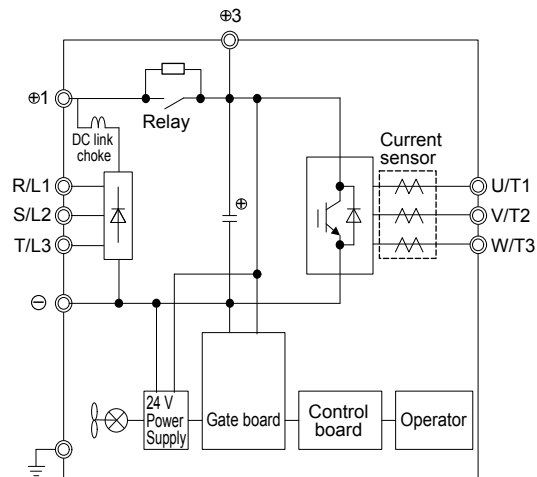 ⊕3
⊕1
Relay
DC link
choke
Current
sensor
R/L1
S/L2
T/L3
U/T1
V/T2
W/T3
⊕
⊖
24 V
Power
Supply
Gate board
Control
board
Operator